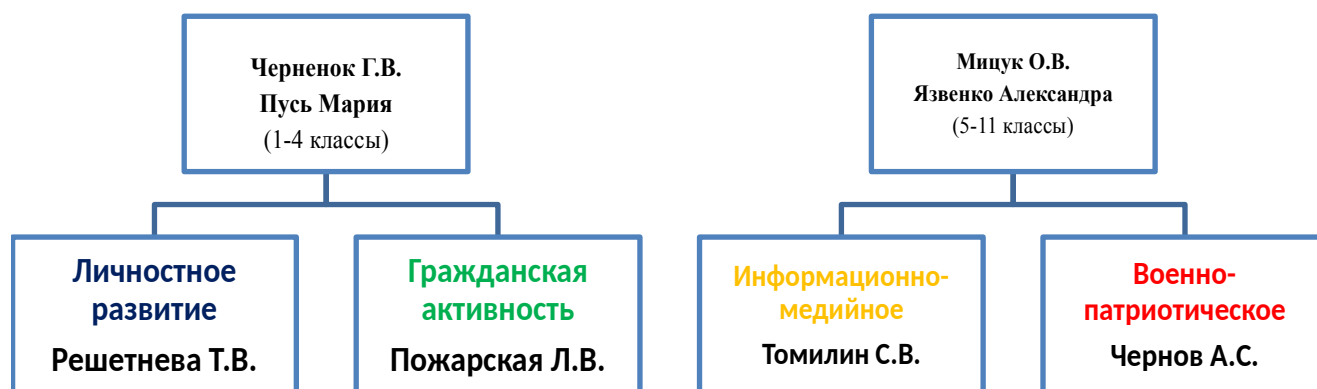 Черненок Г.В.
Пусь Мария
(1-4 классы)
Мицук О.В.
Язвенко Александра
(5-11 классы)
Личностное
развитие
Решетнева Т.В.
Гражданская
активность
Пожарская Л.В.
Информационно-
медийное
Томилин С.В.
Военно-
патриотическое
Чернов А.С.